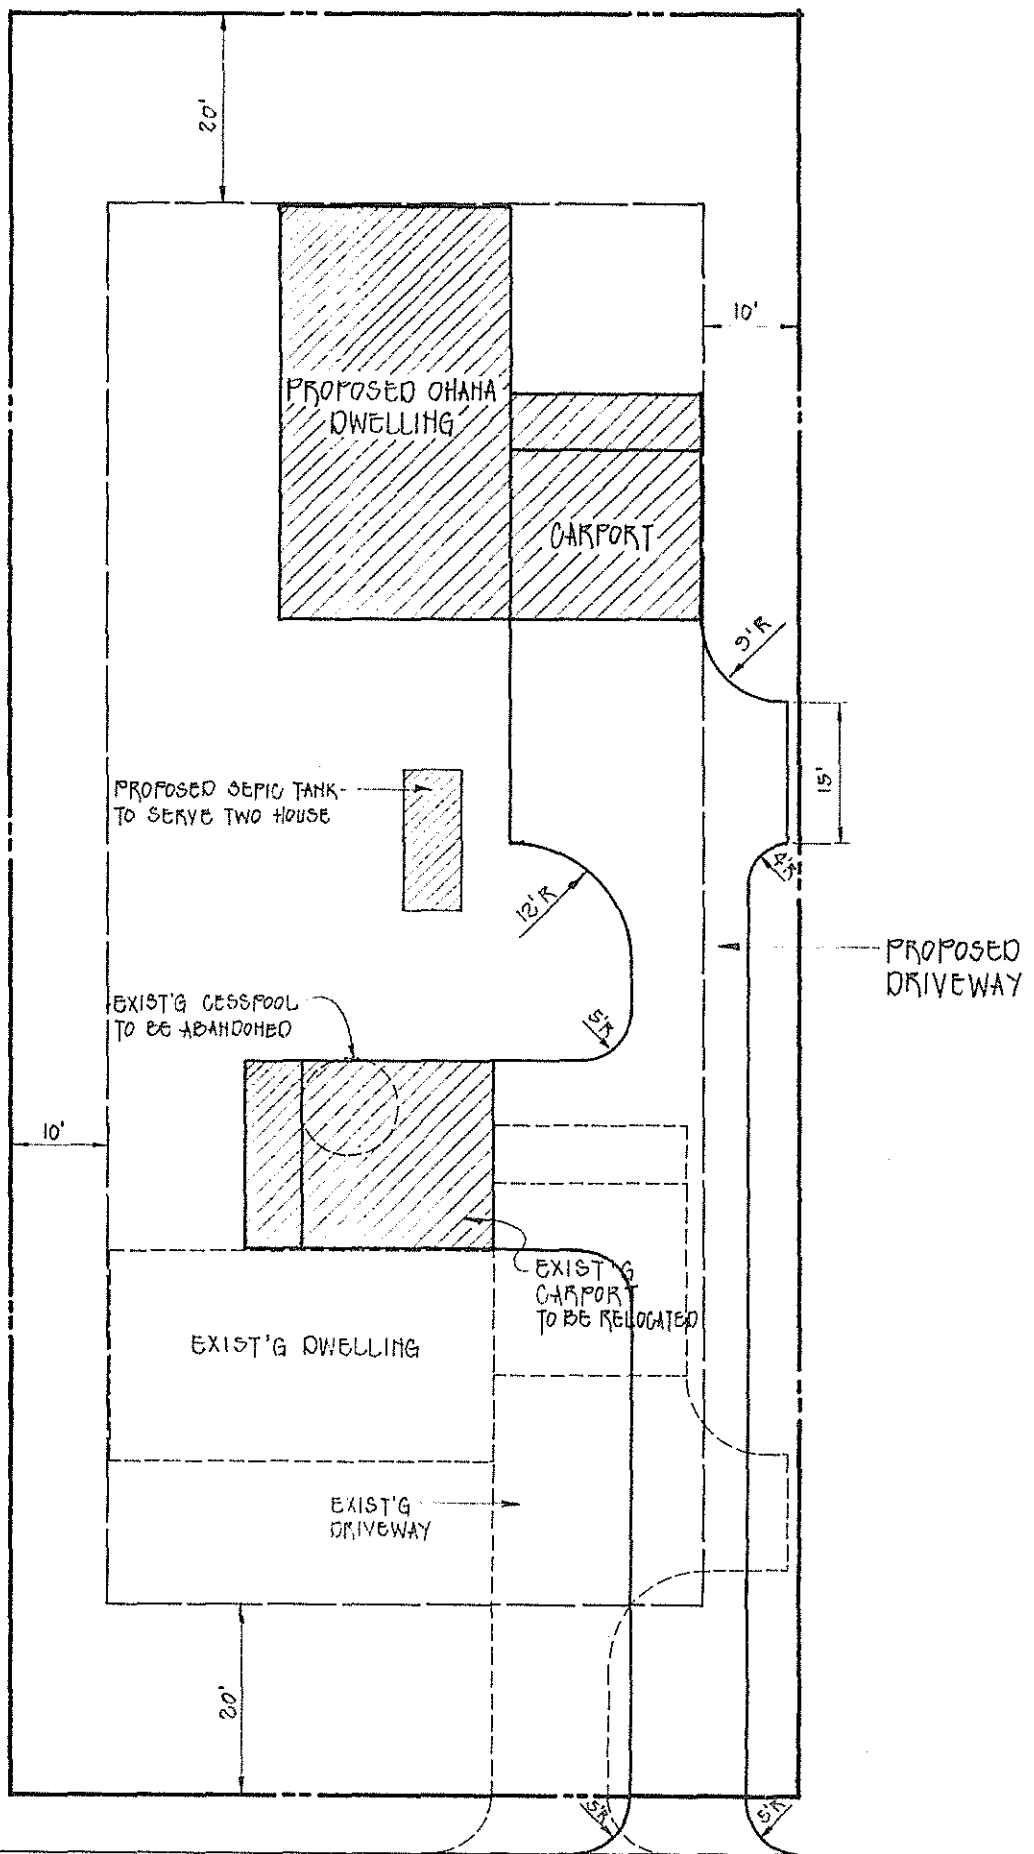 20'
10'
PROPOSED OHANA
DWELLING
CARPORT
9'R
15'
PROPOSED SEPIC TANK
TO SERVE TWO HOUSE
4'R
12'R
PROPOSED
DRIVEWAY
EXIST'G CESSPOOL
TO BE ABANDONED
5'R
10'
EXIST'G
CARPORT
TO BE RELOCATED
EXIST'G DWELLING
EXIST'G
DRIVEWAY
20'
5'R
5'R